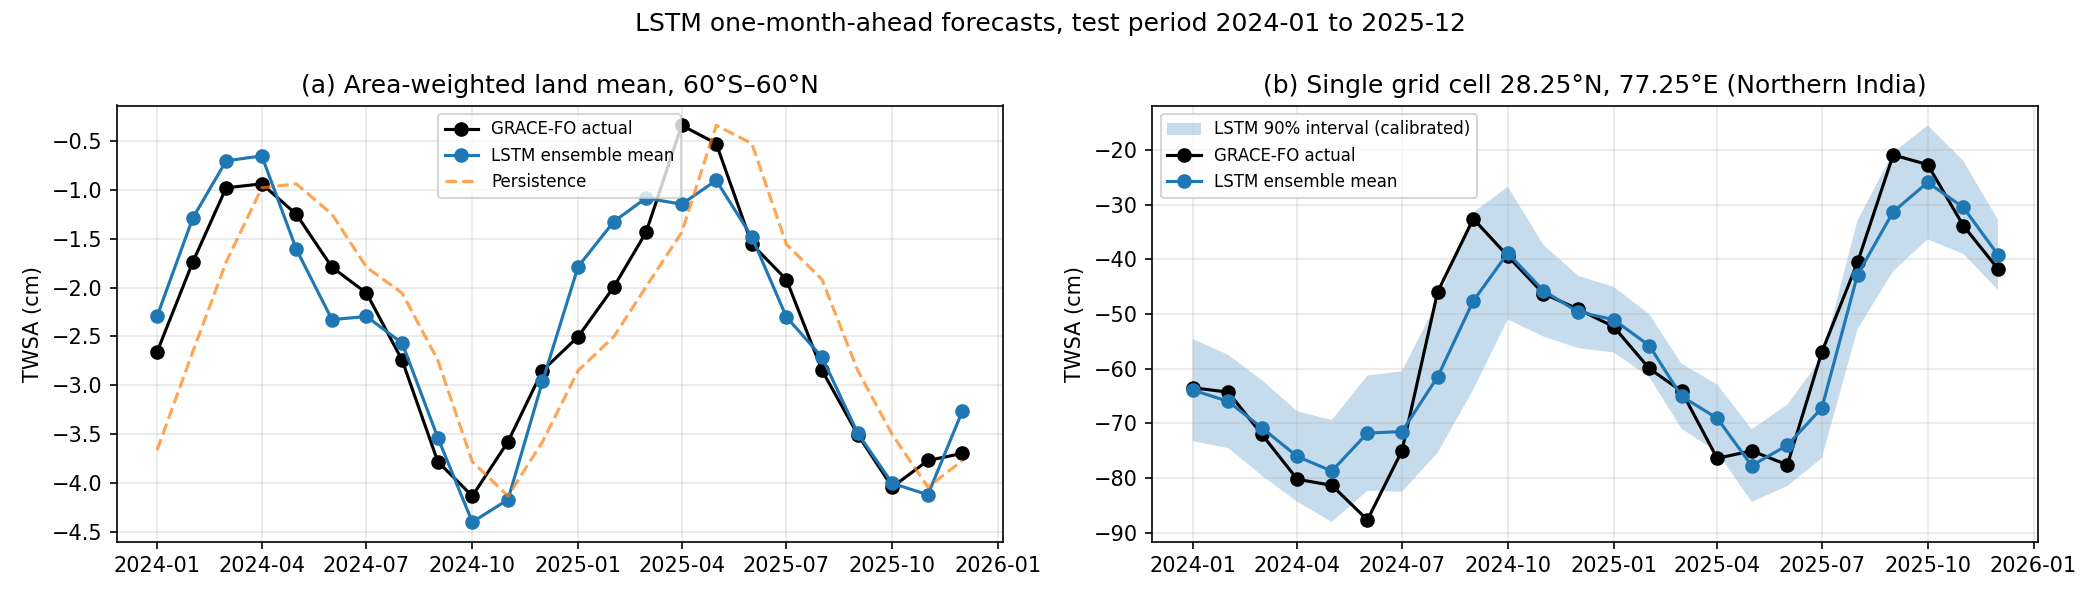 LSTM one-month-ahead forecasts, test period 2024-01 to 2025-12
(a) Area-weighted land mean, 60°S–60°N
TWSA (cm)
−0.5
−1.0
−1.5
−2.0
−2.5
−3.0
−3.5
−4.0
−4.5
GRACE-FO actual
LSTM ensemble mean
Persistence
2024-01 2024-04 2024-07 2024-10 2025-01 2025-04 2025-07 2025-10 2026-01
(b) Single grid cell 28.25°N, 77.25°E (Northern India)
TWSA (cm)
−20
−30
−40
−50
−60
−70
−80
−90
LSTM 90% interval (calibrated)
GRACE-FO actual
LSTM ensemble mean
2024-01 2024-04 2024-07 2024-10 2025-01 2025-04 2025-07 2025-10 2026-01